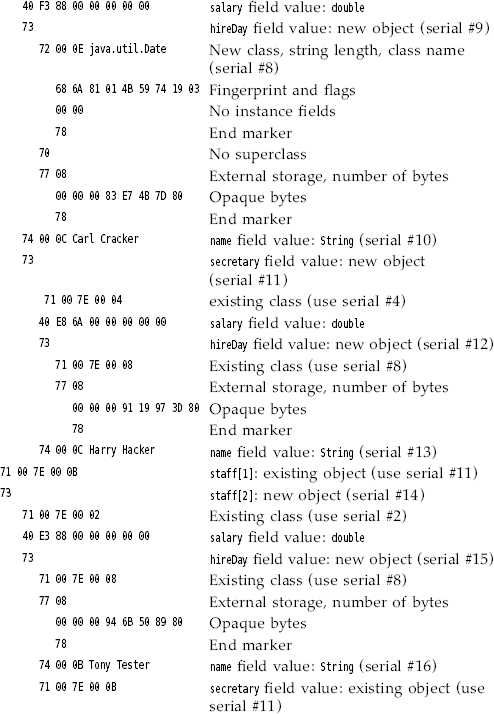 40 F3 88 00 00 00 00 00 salary field value: double
73 hireDay field value: new object (serial #9)
72 00 0E java.util.Date New class, string length, class name
(serial #8)
68 6A 81 01 4B 59 74 19 03 Fingerprint and flags
00 00 No instance fields
78 End marker
70 No superclass
77 08 External storage, number of bytes
00 00 00 83 E7 4B 7D 80 Opaque bytes
78 End marker
74 00 0C Carl Cracker name field value: String (serial #10)
73 secretary field value: new object
(serial #11)
71 00 7E 00 04 existing class (use serial #4)
40 E8 6A 00 00 00 00 00 salary field value: double
73 hireDay field value: new object (serial #12)
71 00 7E 00 08 Existing class (use serial #8)
77 08 External storage, number of bytes
00 00 00 91 19 97 3D 80 Opaque bytes
78 End marker
74 00 0C Harry Hacker name field value: String (serial #13)
71 00 7E 00 0B staff[1]: existing object (use serial #11)
73 staff[2]: new object (serial #14)
71 00 7E 00 02 Existing class (use serial #2)
40 E3 88 00 00 00 00 00 salary field value: double
73 hireDay field value: new object (serial #15)
71 00 7E 00 08 Existing class (use serial #8)
77 08 External storage, number of bytes
00 00 00 94 6B 50 89 80 Opaque bytes
78 End marker
74 00 0B Tony Tester name field value: String (serial #16)
71 00 7E 00 0B secretary field value: existing object (use
serial #11)